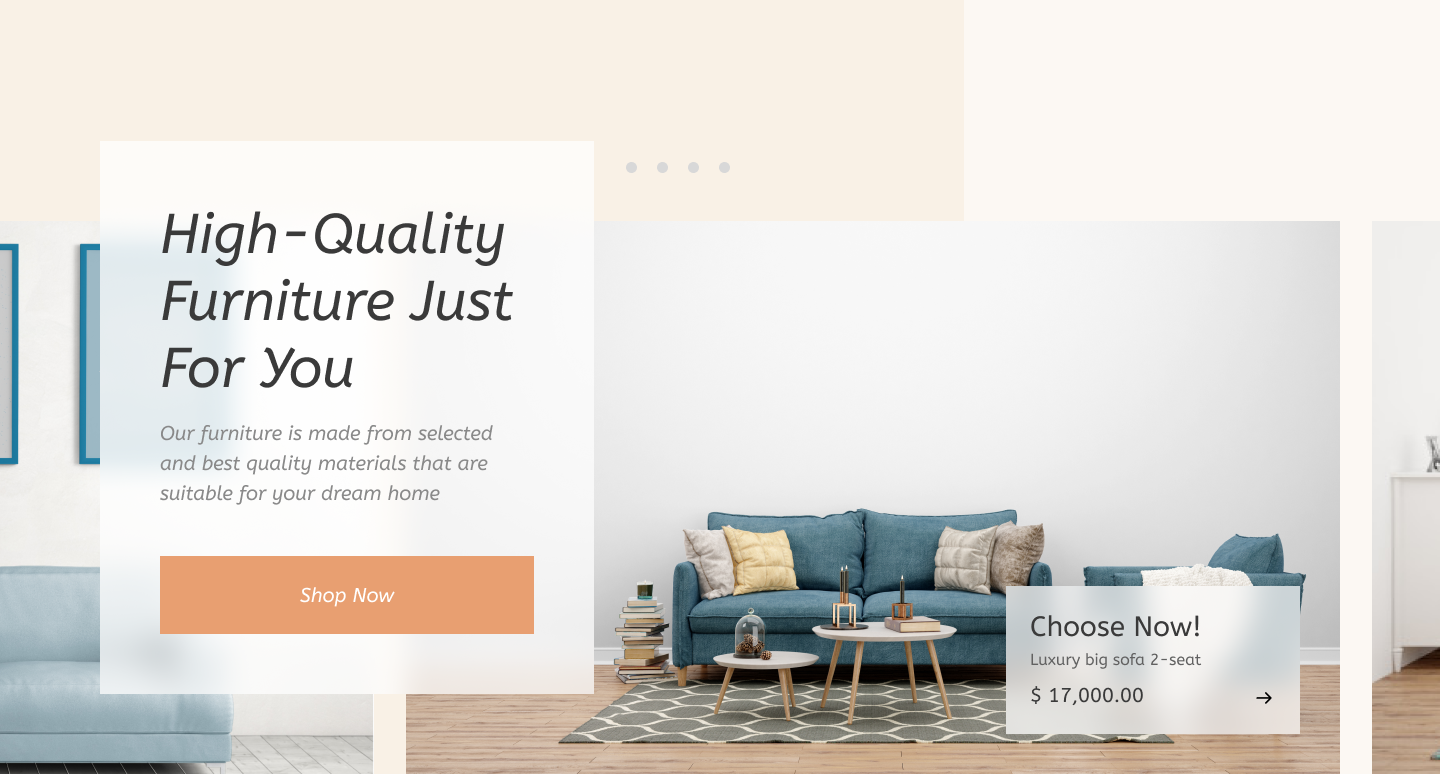 High-Quality
Furniture Just
For You
Our furniture is made from selected
and best quality materials that are
suitable for your dream home
Shop Now
Choose Now!
Luxury big sofa 2-seat
$ 17,000.00